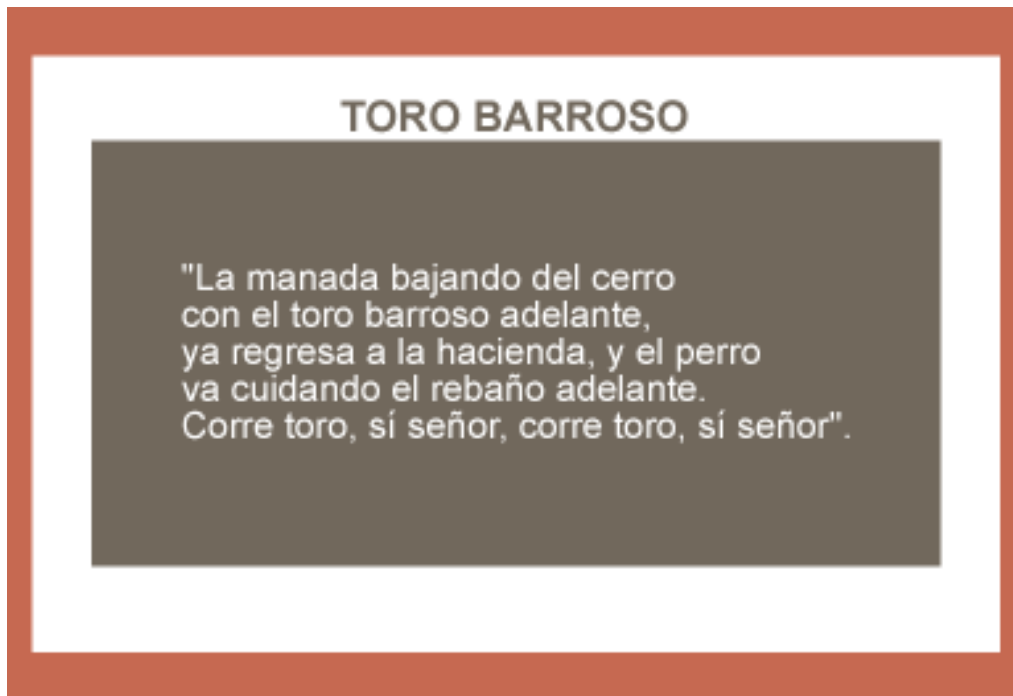 TORO BARROSO
"La manada bajando del cerro
con el toro barroso adelante,
ya regresa a la hacienda, y el perro
va cuidando el rebaño adelante.
Corre toro, sí señor, corre toro, sí señor".